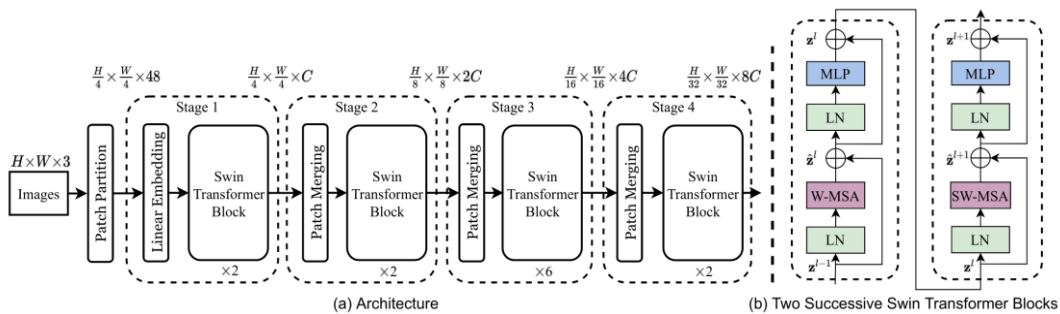 H×W×3
Images
Patch Partition
H/4 × W/4 × 48
Stage 1
Linear Embedding
Swin Transformer Block
×2
H/4 × W/4 × C
Stage 2
Patch Merging
Swin Transformer Block
×2
H/8 × W/8 × 2C
Stage 3
Patch Merging
Swin Transformer Block
×6
H/16 × W/16 × 4C
Stage 4
Patch Merging
Swin Transformer Block
×2
H/32 × W/32 × 8C
(a) Architecture
z^l
MLP
LN
ẑ^l
W-MSA
LN
z^{l-1}
z^{l+1}
MLP
LN
ẑ^{l+1}
SW-MSA
LN
z^l
(b) Two Successive Swin Transformer Blocks